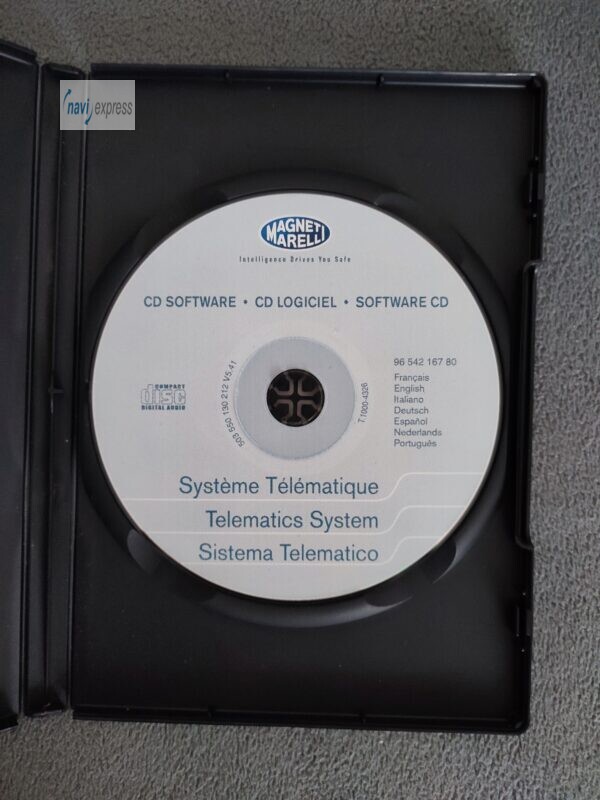 navi express
MAGNETI
MARELLI
Intelligence Drives You Safe
CD SOFTWARE • CD LOGICIEL • SOFTWARE CD
96 542 167 80
Français
English
Italiano
Deutsch
Español
Nederlands
Português
COMPACT
disc
DIGITAL AUDIO
503 550 130 212 V5.41
7.1000-4326
Système Télématique
Telematics System
Sistema Telematico